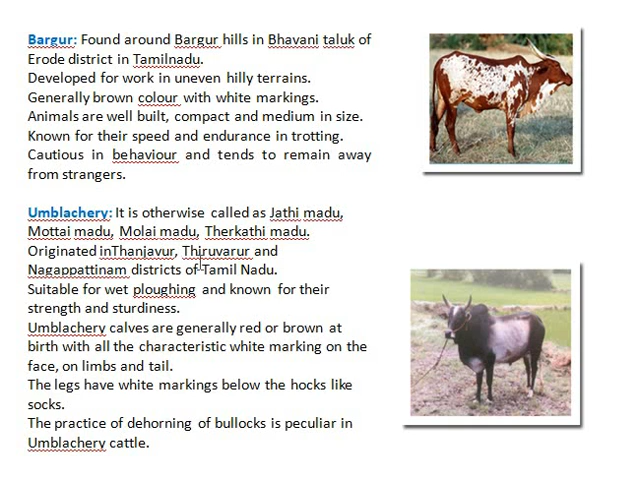 Bargur: Found around Bargur hills in Bhavani taluk of
Erode district in Tamilnadu.
Developed for work in uneven hilly terrains.
Generally brown colour with white markings.
Animals are well built, compact and medium in size.
Known for their speed and endurance in trotting.
Cautious in behaviour and tends to remain away
from strangers.
Umblachery: It is otherwise called as Jathi madu,
Mottai madu, Molai madu, Therkathi madu.
Originated inThanjavur, Thiruvarur and
Nagappattinam districts of Tamil Nadu.
Suitable for wet ploughing and known for their
strength and sturdiness.
Umblachery calves are generally red or brown at
birth with all the characteristic white marking on the
face, on limbs and tail.
The legs have white markings below the hocks like
socks.
The practice of dehorning of bullocks is peculiar in
Umblachery cattle.